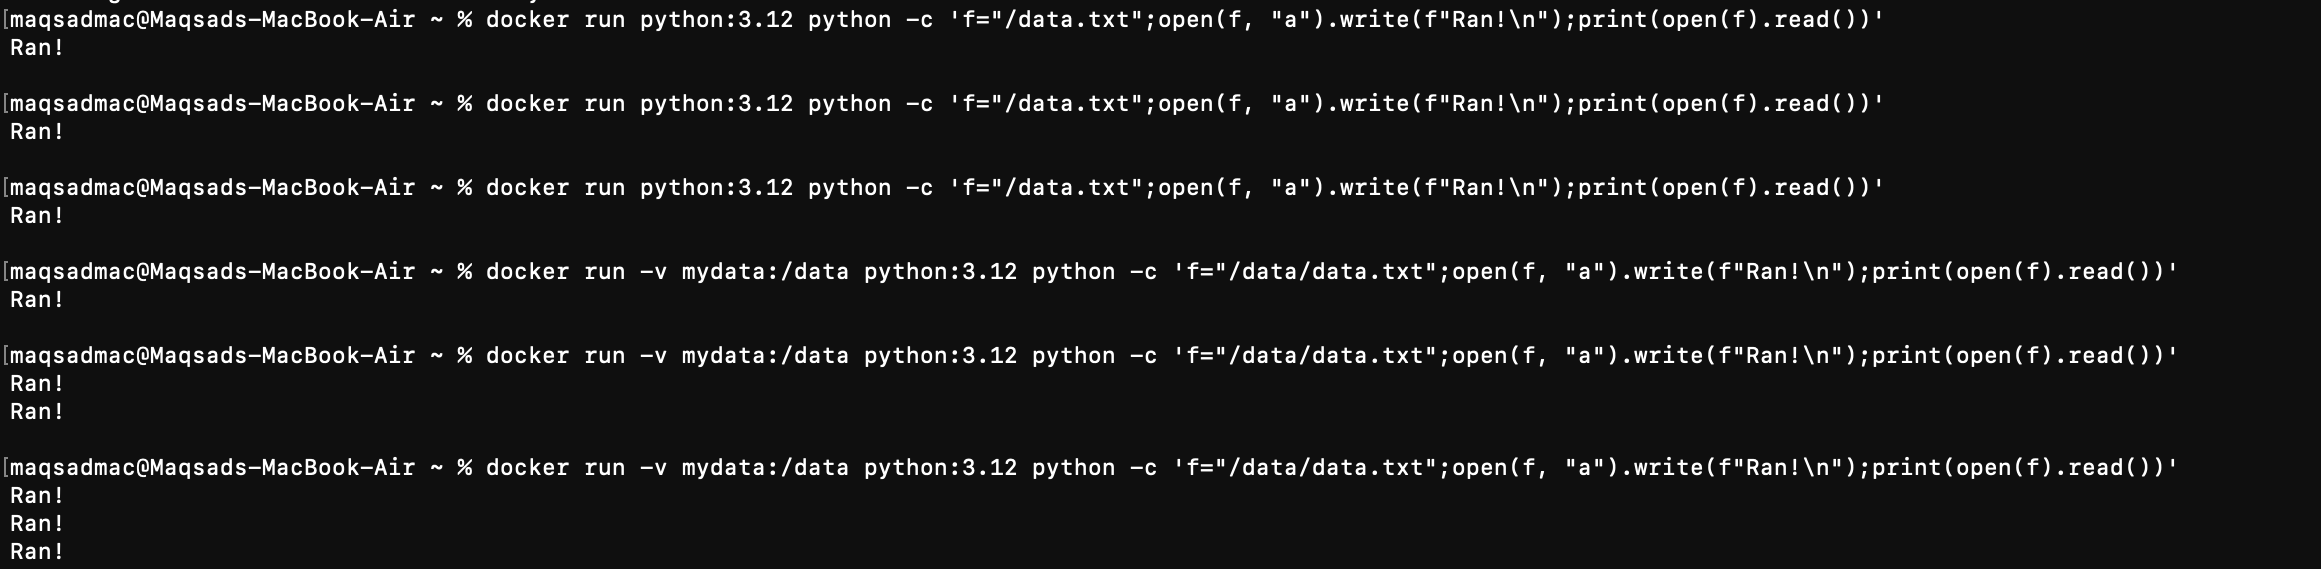 [maqsadmac@Maqsads-MacBook-Air ~ % docker run python:3.12 python -c 'f="/data.txt";open(f, "a").write(f"Ran!\n");print(open(f).read())'
Ran!
[maqsadmac@Maqsads-MacBook-Air ~ % docker run python:3.12 python -c 'f="/data.txt";open(f, "a").write(f"Ran!\n");print(open(f).read())'
Ran!
[maqsadmac@Maqsads-MacBook-Air ~ % docker run python:3.12 python -c 'f="/data.txt";open(f, "a").write(f"Ran!\n");print(open(f).read())'
Ran!
[maqsadmac@Maqsads-MacBook-Air ~ % docker run -v mydata:/data python:3.12 python -c 'f="/data/data.txt";open(f, "a").write(f"Ran!\n");print(open(f).read())'
Ran!
[maqsadmac@Maqsads-MacBook-Air ~ % docker run -v mydata:/data python:3.12 python -c 'f="/data/data.txt";open(f, "a").write(f"Ran!\n");print(open(f).read())'
Ran!
Ran!
[maqsadmac@Maqsads-MacBook-Air ~ % docker run -v mydata:/data python:3.12 python -c 'f="/data/data.txt";open(f, "a").write(f"Ran!\n");print(open(f).read())'
Ran!
Ran!
Ran!